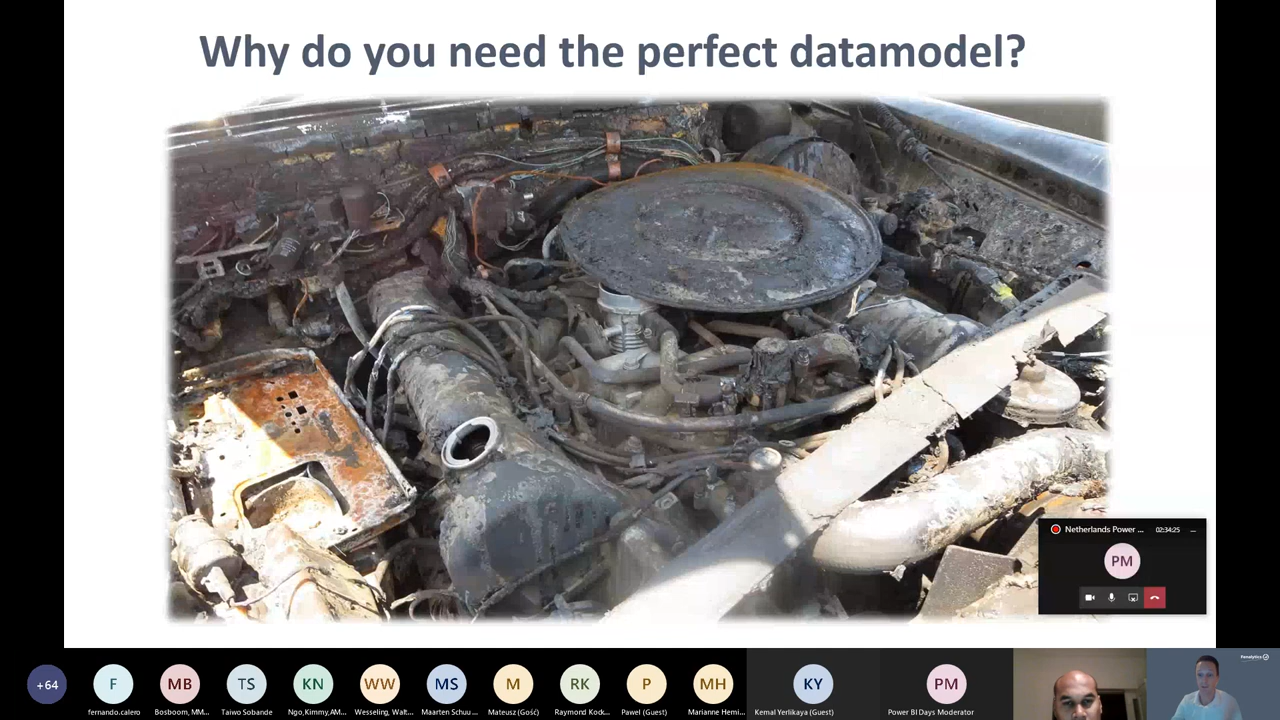 Why do you need the perfect datamodel?
Netherlands Power ...
02:34:25
...
PM
+64
F
MB
TS
KN
WW
MS
M
RK
P
MH
KY
PM
fernando.calero
Bosboom, MM...
Taiwo Sobande
Ngo,Kimmy,AM...
Wesseling, Walt...
Maarten Schuu ...
Mateusz (Gość)
Raymond Kock...
Pawel (Guest)
Marianne Hemi...
Kemal Yerlikaya (Guest)
Power BI Days Moderator